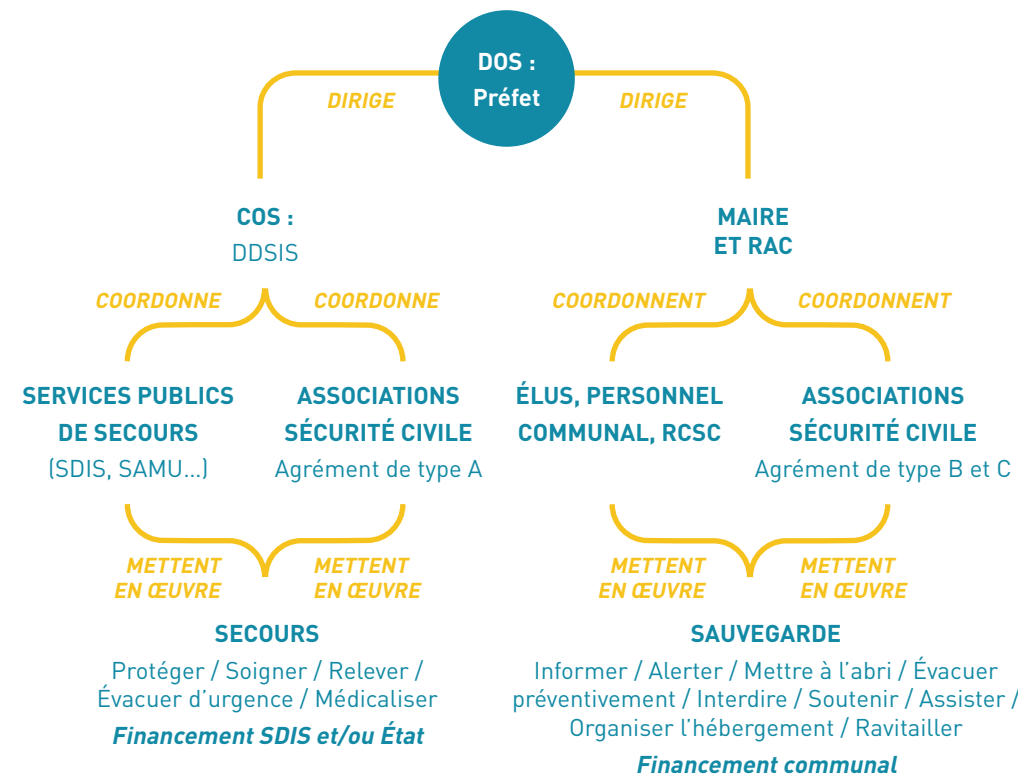 DOS :
Préfet
DIRIGE
DIRIGE
COS :
DDSIS
MAIRE
ET RAC
COORDONNE
COORDONNE
COORDONNENT
COORDONNENT
SERVICES PUBLICS
DE SECOURS
(SDIS, SAMU...)
ASSOCIATIONS
SÉCURITÉ CIVILE
Agrément de type A
ÉLUS, PERSONNEL
COMMUNAL, RCSC
ASSOCIATIONS
SÉCURITÉ CIVILE
Agrément de type B et C
METTENT
EN ŒUVRE
METTENT
EN ŒUVRE
METTENT
EN ŒUVRE
METTENT
EN ŒUVRE
SECOURS
Protéger / Soigner / Relever /
Évacuer d’urgence / Médicaliser
Financement SDIS et/ou État
SAUVEGARDE
Informer / Alerter / Mettre à l’abri / Évacuer
préventivement / Interdire / Soutenir / Assister /
Organiser l’hébergement / Ravitailler
Financement communal